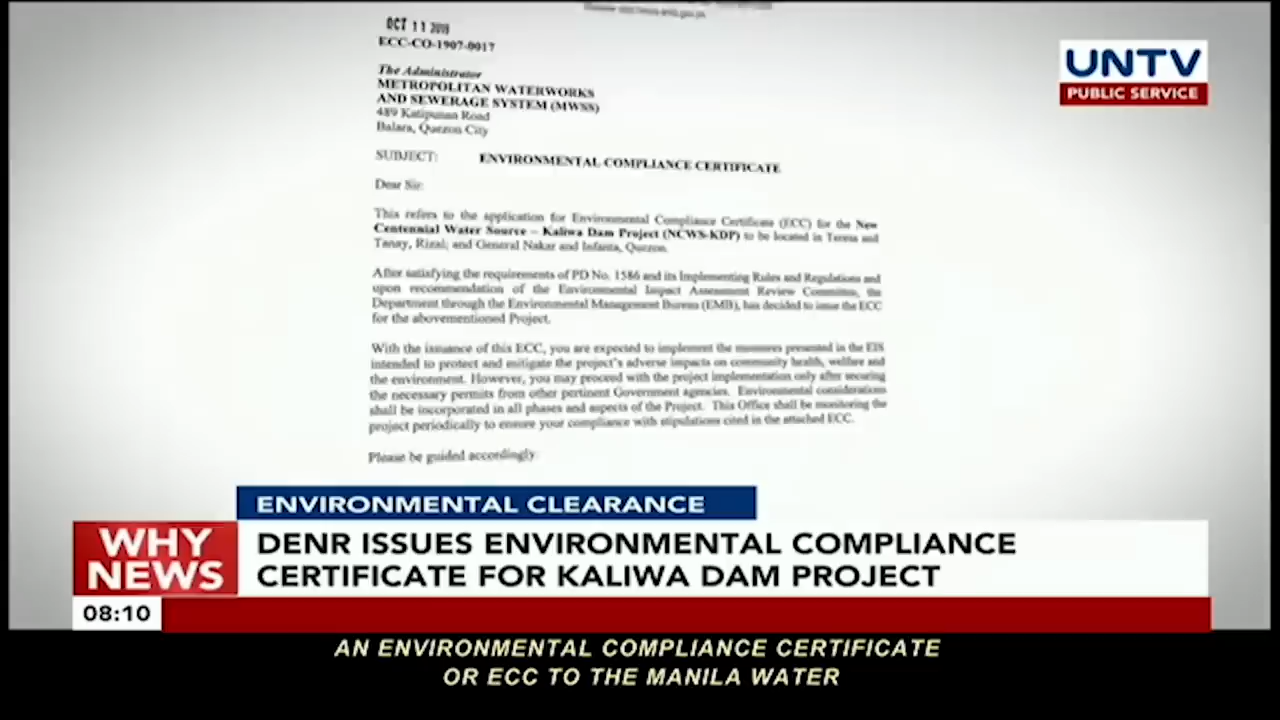 OCT 11 2019
ECC-CO-1907-0017
The Administrator
METROPOLITAN WATERWORKS
AND SEWERAGE SYSTEM (MWSS)
489 Katipunan Road
Balara, Quezon City
SUBJECT: ENVIRONMENTAL COMPLIANCE CERTIFICATE
Dear Sir:
This refers to the application for Environmental Compliance Certificate (ECC) for the New
Centennial Water Source – Kaliwa Dam Project (NCWS-KDP) to be located in Teresa and
Tanay, Rizal; and General Nakar and Infanta, Quezon.
After satisfying the requirements of PD No. 1586 and its Implementing Rules and Regulations and
upon recommendation of the Environmental Impact Assessment Review Committee, the
Department through the Environmental Management Bureau (EMB), has decided to issue the ECC
for the abovementioned Project.
With the issuance of this ECC, you are expected to implement the measures presented in the EIS
intended to protect and mitigate the project's adverse impacts on community health, welfare and
the environment. However, you may proceed with the project implementation only after securing
the necessary permits from other pertinent Government agencies. Environmental considerations
shall be incorporated in all phases and aspects of the Project. This Office shall be monitoring the
project periodically to ensure your compliance with stipulations cited in the attached ECC.
Please be guided accordingly
UNTV
PUBLIC SERVICE
ENVIRONMENTAL CLEARANCE
WHY
NEWS
DENR ISSUES ENVIRONMENTAL COMPLIANCE
CERTIFICATE FOR KALIWA DAM PROJECT
08:10
AN ENVIRONMENTAL COMPLIANCE CERTIFICATE
OR ECC TO THE MANILA WATER